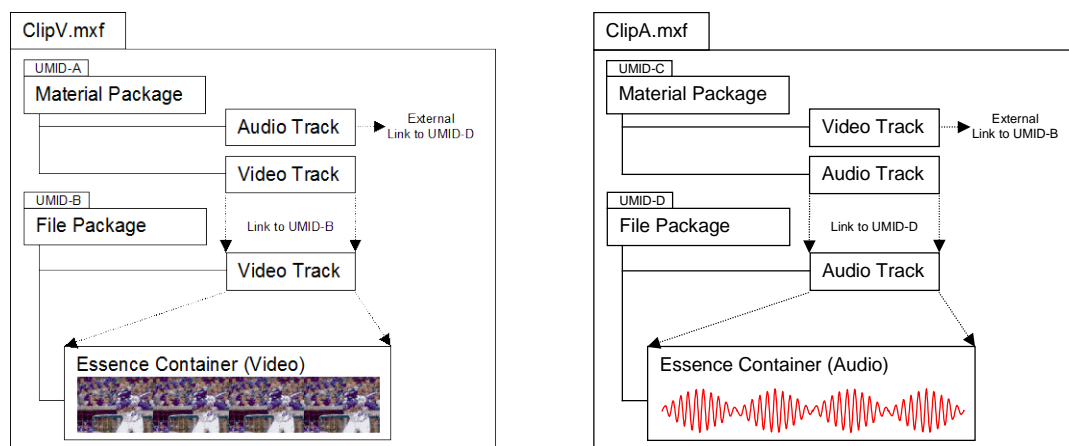 ClipV.mxf
UMID-A
Material Package
Audio Track
External
Link to UMID-D
Video Track
UMID-B
File Package
Link to UMID-B
Video Track
Essence Container (Video)
ClipA.mxf
UMID-C
Material Package
Video Track
External
Link to UMID-B
Audio Track
UMID-D
File Package
Link to UMID-D
Audio Track
Essence Container (Audio)